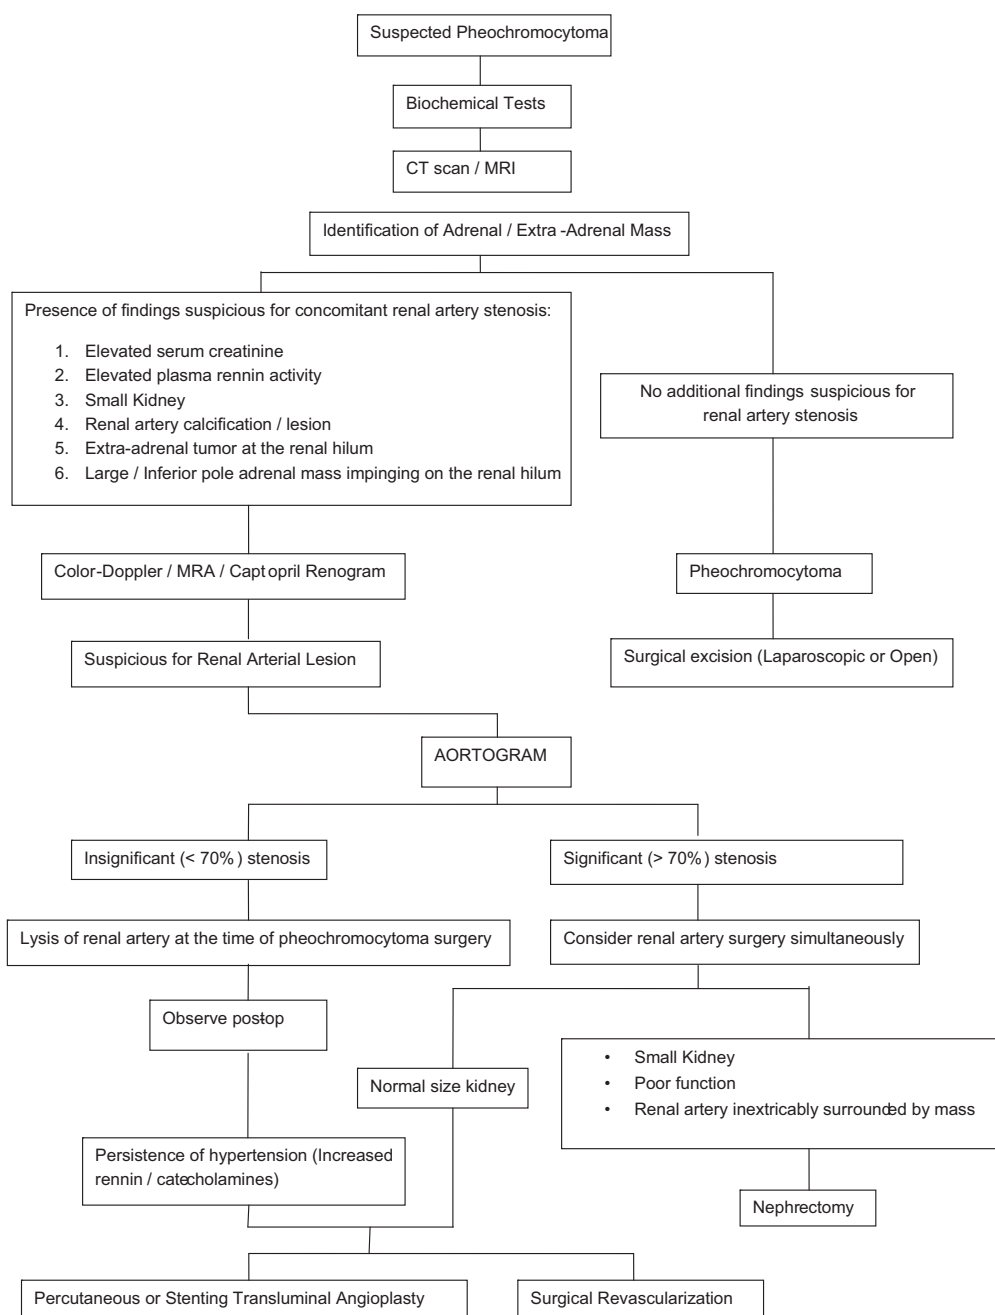 Suspected Pheochromocytoma
Biochemical Tests
CT scan / MRI
Identification of Adrenal / Extra -Adrenal Mass
Presence of findings suspicious for concomitant renal artery stenosis:
1. Elevated serum creatinine
2. Elevated plasma rennin activity
3. Small Kidney
4. Renal artery calcification / lesion
5. Extra-adrenal tumor at the renal hilum
6. Large / Inferior pole adrenal mass impinging on the renal hilum
No additional findings suspicious for
renal artery stenosis
Color-Doppler / MRA / Captopril Renogram
Pheochromocytoma
Suspicious for Renal Arterial Lesion
Surgical excision (Laparoscopic or Open)
AORTOGRAM
Insignificant (< 70%) stenosis
Significant (> 70%) stenosis
Lysis of renal artery at the time of pheochromocytoma surgery
Consider renal artery surgery simultaneously
Observe post-op
Normal size kidney
• Small Kidney
• Poor function
• Renal artery inextricably surrounded by mass
Persistence of hypertension (Increased
rennin / catecholamines)
Nephrectomy
Percutaneous or Stenting Transluminal Angioplasty
Surgical Revascularization